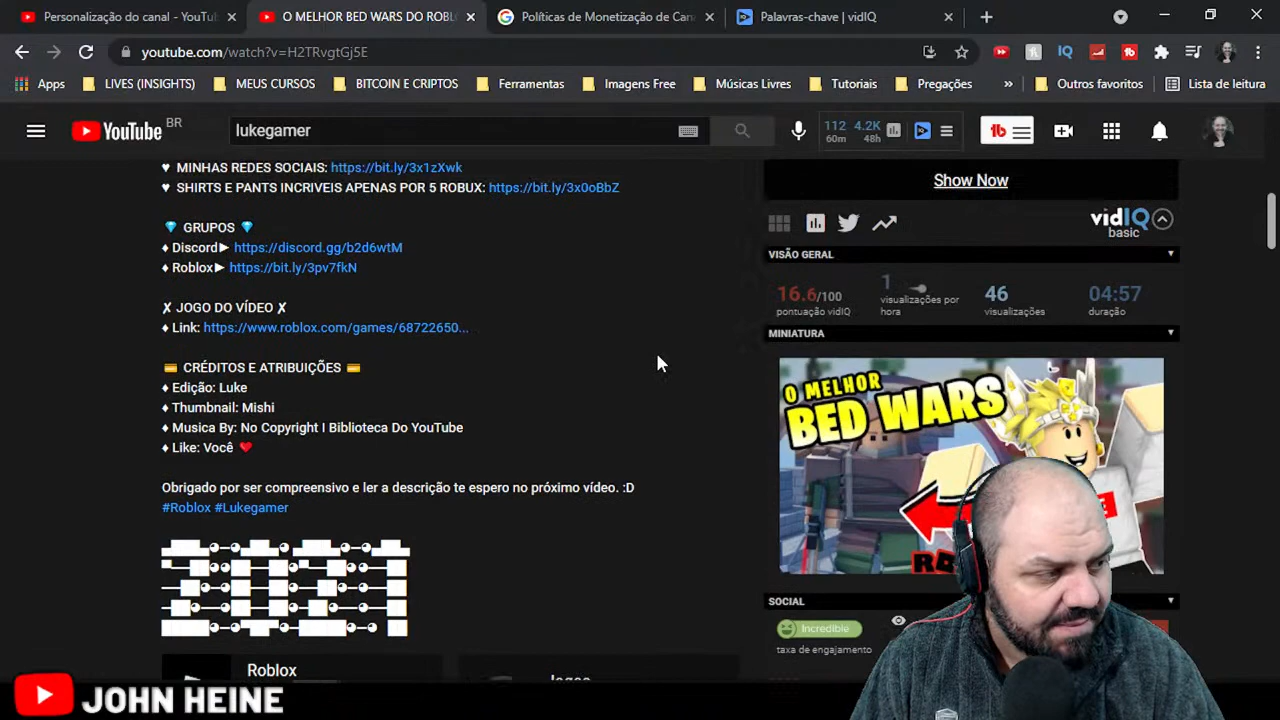 Personalização do canal - YouTu
O MELHOR BED WARS DO ROBL
Políticas de Monetização de Can
Palavras-chave | vidIQ
youtube.com/watch?v=H2TRvgtGj5E
Apps
LIVES (INSIGHTS)
MEUS CURSOS
BITCOIN E CRIPTOS
Ferramentas
Imagens Free
Músicas Livres
Tutoriais
Pregações
»
Outros favoritos
Lista de leitura
YouTube BR
lukegamer
112 4.2K
60m 48h
♥ MINHAS REDES SOCIAIS: https://bit.ly/3x1zXwk
♥ SHIRTS E PANTS INCRIVEIS APENAS POR 5 ROBUX: https://bit.ly/3x0oBbZ
💎 GRUPOS 💎
♦ Discord► https://discord.gg/b2d6wtM
♦ Roblox► https://bit.ly/3pv7fkN
✘ JOGO DO VÍDEO ✘
♦ Link: https://www.roblox.com/games/68722650...
💳 CRÉDITOS E ATRIBUIÇÕES 💳
♦ Edição: Luke
♦ Thumbnail: Mishi
♦ Musica By: No Copyright I Biblioteca Do YouTube
♦ Like: Você ❤
Obrigado por ser compreensivo e ler a descrição te espero no próximo vídeo. :D
#Roblox #Lukegamer
Roblox
Show Now
vidIQ
basic
VISÃO GERAL
16.6/100
pontuação vidIQ
1
visualizações por
hora
46
visualizações
04:57
duração
MINIATURA
O MELHOR
BED WARS
SOCIAL
Incredible
taxa de engajamento
JOHN HEINE